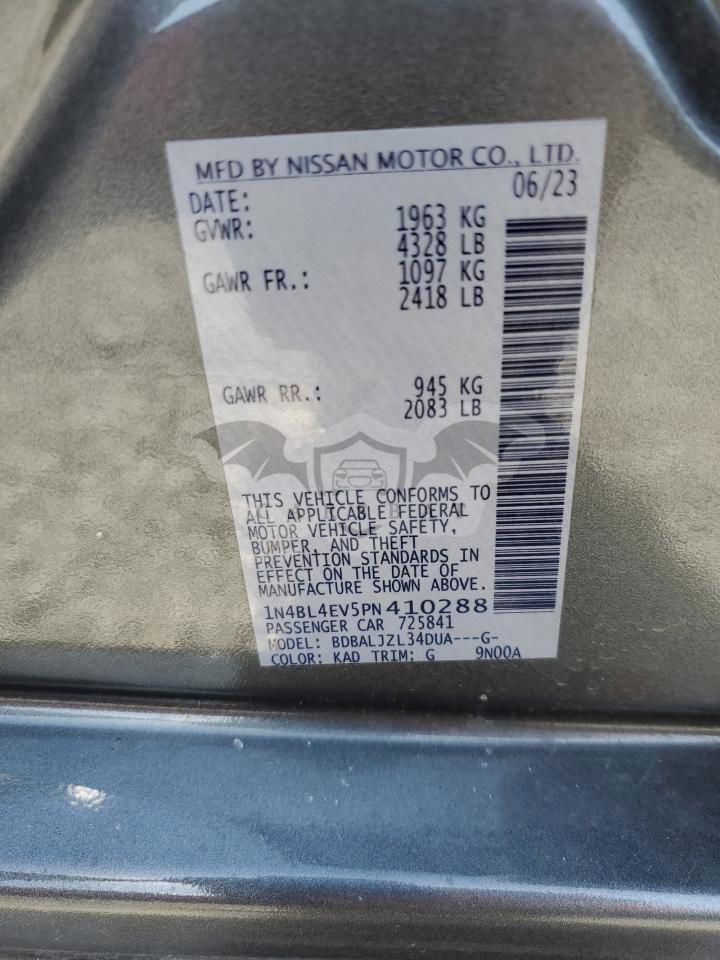 MFD BY NISSAN MOTOR CO., LTD.
DATE: 06/23
GVWR: 1963 KG
4328 LB
GAWR FR.: 1097 KG
2418 LB
GAWR RR.: 945 KG
2083 LB
THIS VEHICLE CONFORMS TO
ALL APPLICABLE FEDERAL
MOTOR VEHICLE SAFETY,
BUMPER, AND THEFT
PREVENTION STANDARDS IN
EFFECT ON THE DATE OF
MANUFACTURE SHOWN ABOVE.
1N4BL4EV5PN410288
PASSENGER CAR 725841
MODEL: BDBALJZL34DUA---G-
COLOR: KAD TRIM: G 9N00A